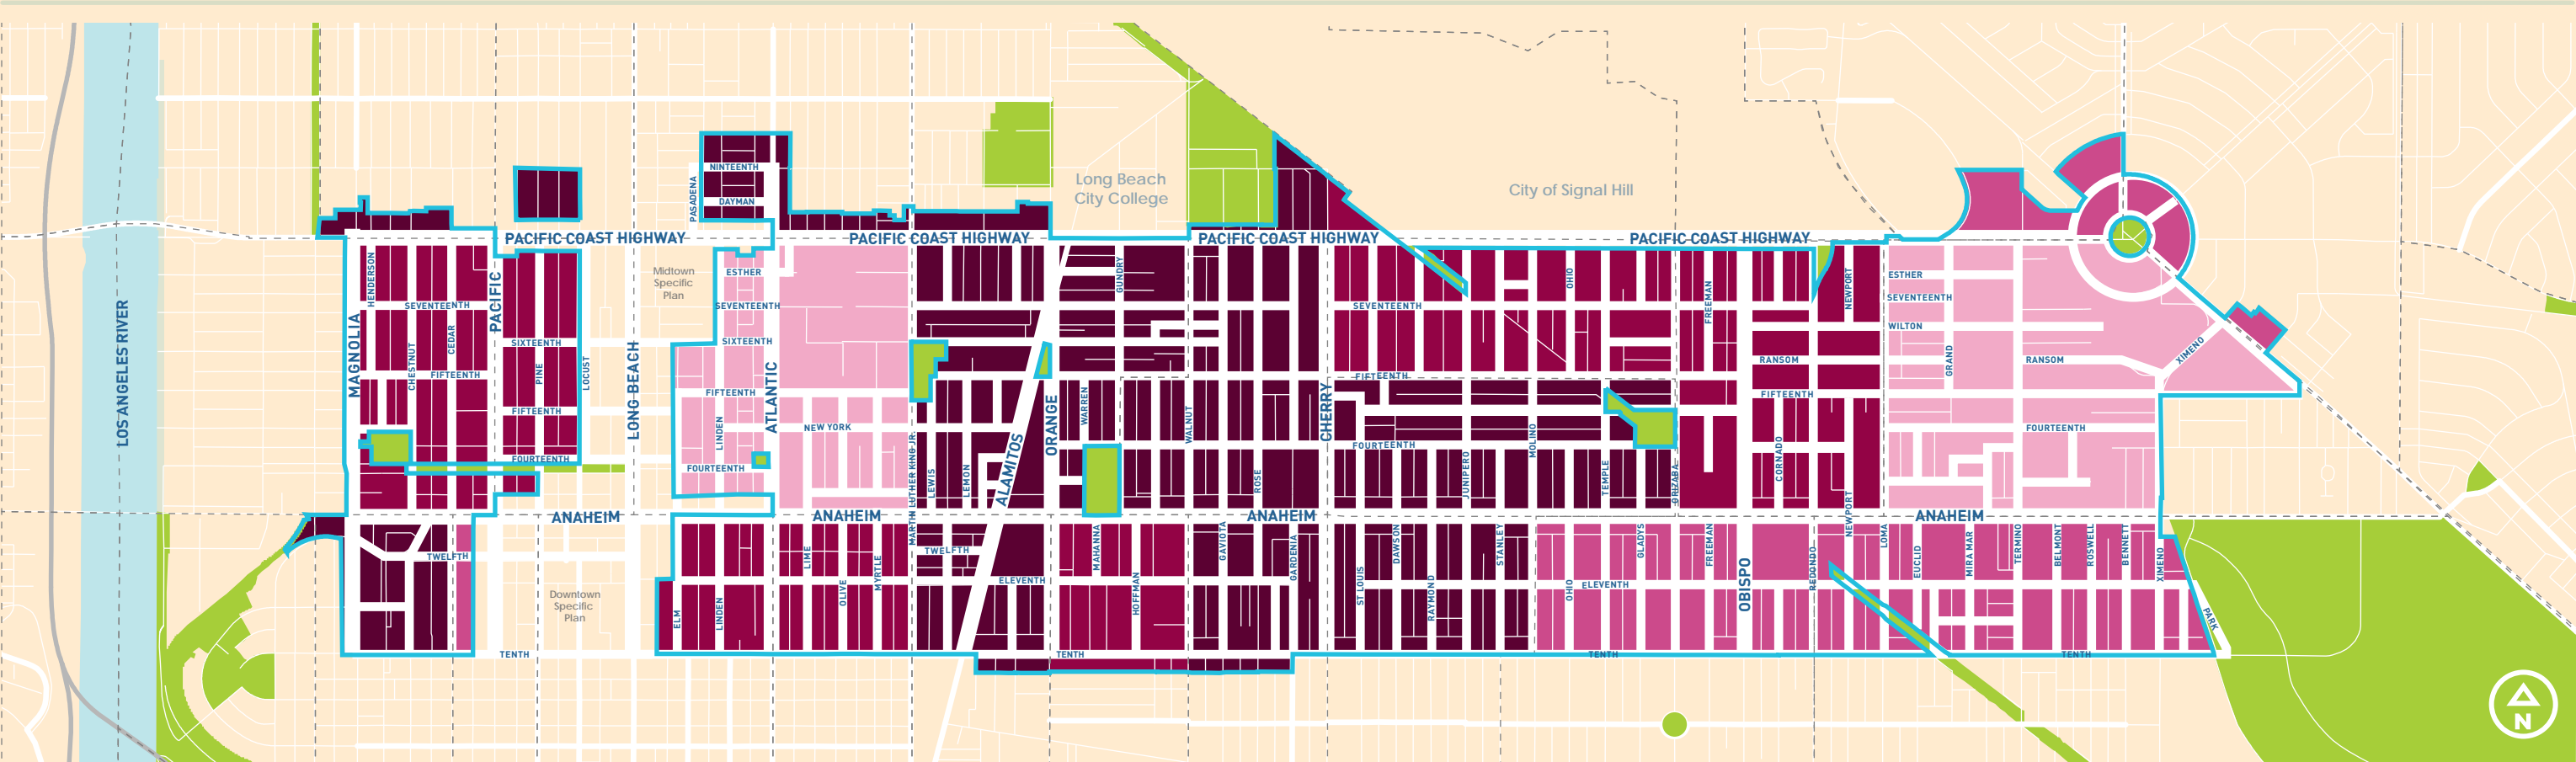 NINTEENTH
PASADENA
DAYMAN
Long Beach
City College
City of Signal Hill
PACIFIC COAST HIGHWAY
PACIFIC COAST HIGHWAY
PACIFIC COAST HIGHWAY
PACIFIC COAST HIGHWAY
LOS ANGELES RIVER
MAGNOLIA
HENDERSON
SEVENTEENTH
CHESTNUT
CEDAR
FIFTEENTH
PACIFIC
SIXTEENTH
PINE
FIFTEENTH
FOURTEENTH
LOCUST
LONG BEACH
Midtown
Specific
Plan
ESTHER
SEVENTEENTH
SIXTEENTH
FIFTEENTH
LINDEN
FOURTEENTH
ATLANTIC
NEW YORK
MARTIN LUTHER KING JR.
LEWIS
LEMON
ALAMITOS
ORANGE
WARREN
GUNDRY
WALNUT
ROSE
CHERRY
SEVENTEENTH
FIFTEENTH
FOURTEENTH
JUNIPERO
MOLINO
OHIO
TEMPLE
ORIZABA
FREEMAN
RANSOM
FIFTEENTH
CORNADO
NEWPORT
NEWPORT
ESTHER
SEVENTEENTH
WILTON
GRAND
RANSOM
XIMENO
FOURTEENTH
ANAHEIM
ANAHEIM
ANAHEIM
ANAHEIM
TWELFTH
Downtown
Specific
Plan
TENTH
ELM
LINDEN
LIME
OLIVE
MYRTLE
TWELFTH
ELEVENTH
MAHANNA
HOFFMAN
TENTH
GAVIOTA
GARDENIA
ST LOUIS
DAWSON
RAYMOND
STANLEY
OHIO
ELEVENTH
GLADYS
TENTH
FREEMAN
OBISPO
REDONDO
LOMA
EUCLID
MIRA MAR
TERMINO
BELMONT
ROSWELL
BENNETT
XIMENO
TENTH
PARK
N